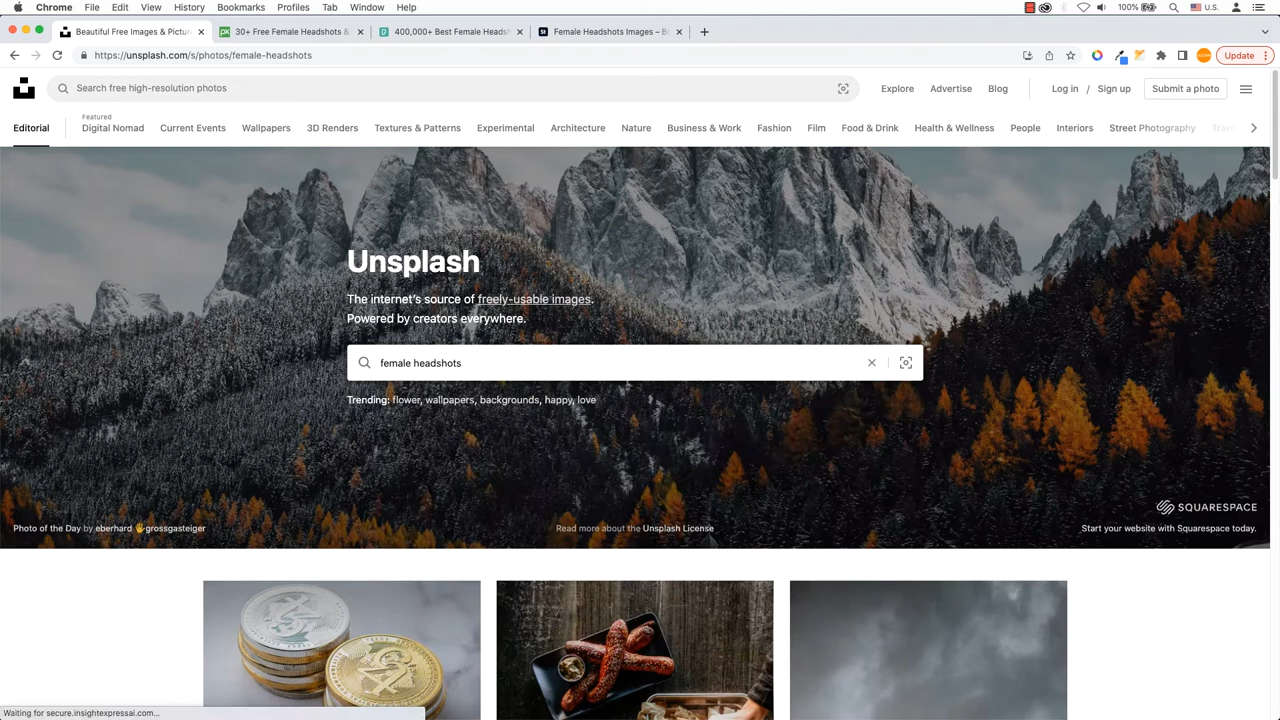 Chrome File Edit View History Bookmarks Profiles Tab Window Help 100% U.S.
Beautiful Free Images & Pictur 30+ Free Female Headshots & 400,000+ Best Female Headsh Female Headshots Images – B
https://unsplash.com/s/photos/female-headshots Update
Search free high-resolution photos Explore Advertise Blog Log in / Sign up Submit a photo
Featured
Editorial Digital Nomad Current Events Wallpapers 3D Renders Textures & Patterns Experimental Architecture Nature Business & Work Fashion Film Food & Drink Health & Wellness People Interiors Street Photography Trav
Unsplash
The internet's source of freely-usable images.
Powered by creators everywhere.
female headshots
Trending: flower, wallpapers, backgrounds, happy, love
SQUARESPACE
Photo of the Day by eberhard 🖐grossgasteiger Read more about the Unsplash License Start your website with Squarespace today.
Waiting for secure.insightexpressai.com...